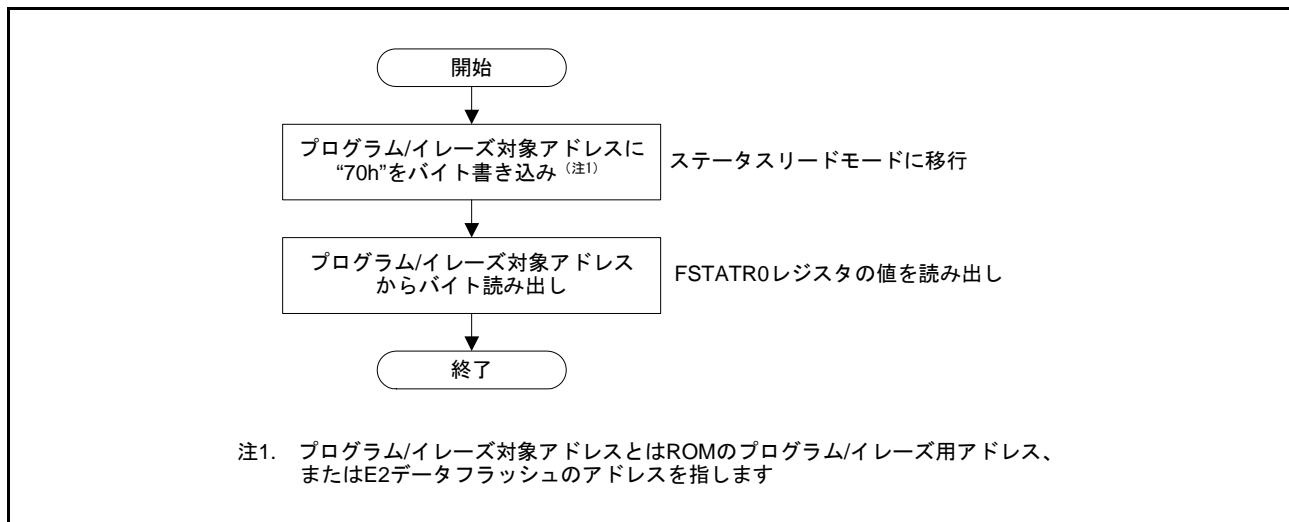 開始
プログラム/イレーズ対象アドレスに
“70h”をバイト書き込み（注1）
ステータスリードモードに移行
プログラム/イレーズ対象アドレス
からバイト読み出し
FSTATR0レジスタの値を読み出し
終了
注1. プログラム/イレーズ対象アドレスとはROMのプログラム/イレーズ用アドレス、
またはE2データフラッシュのアドレスを指します